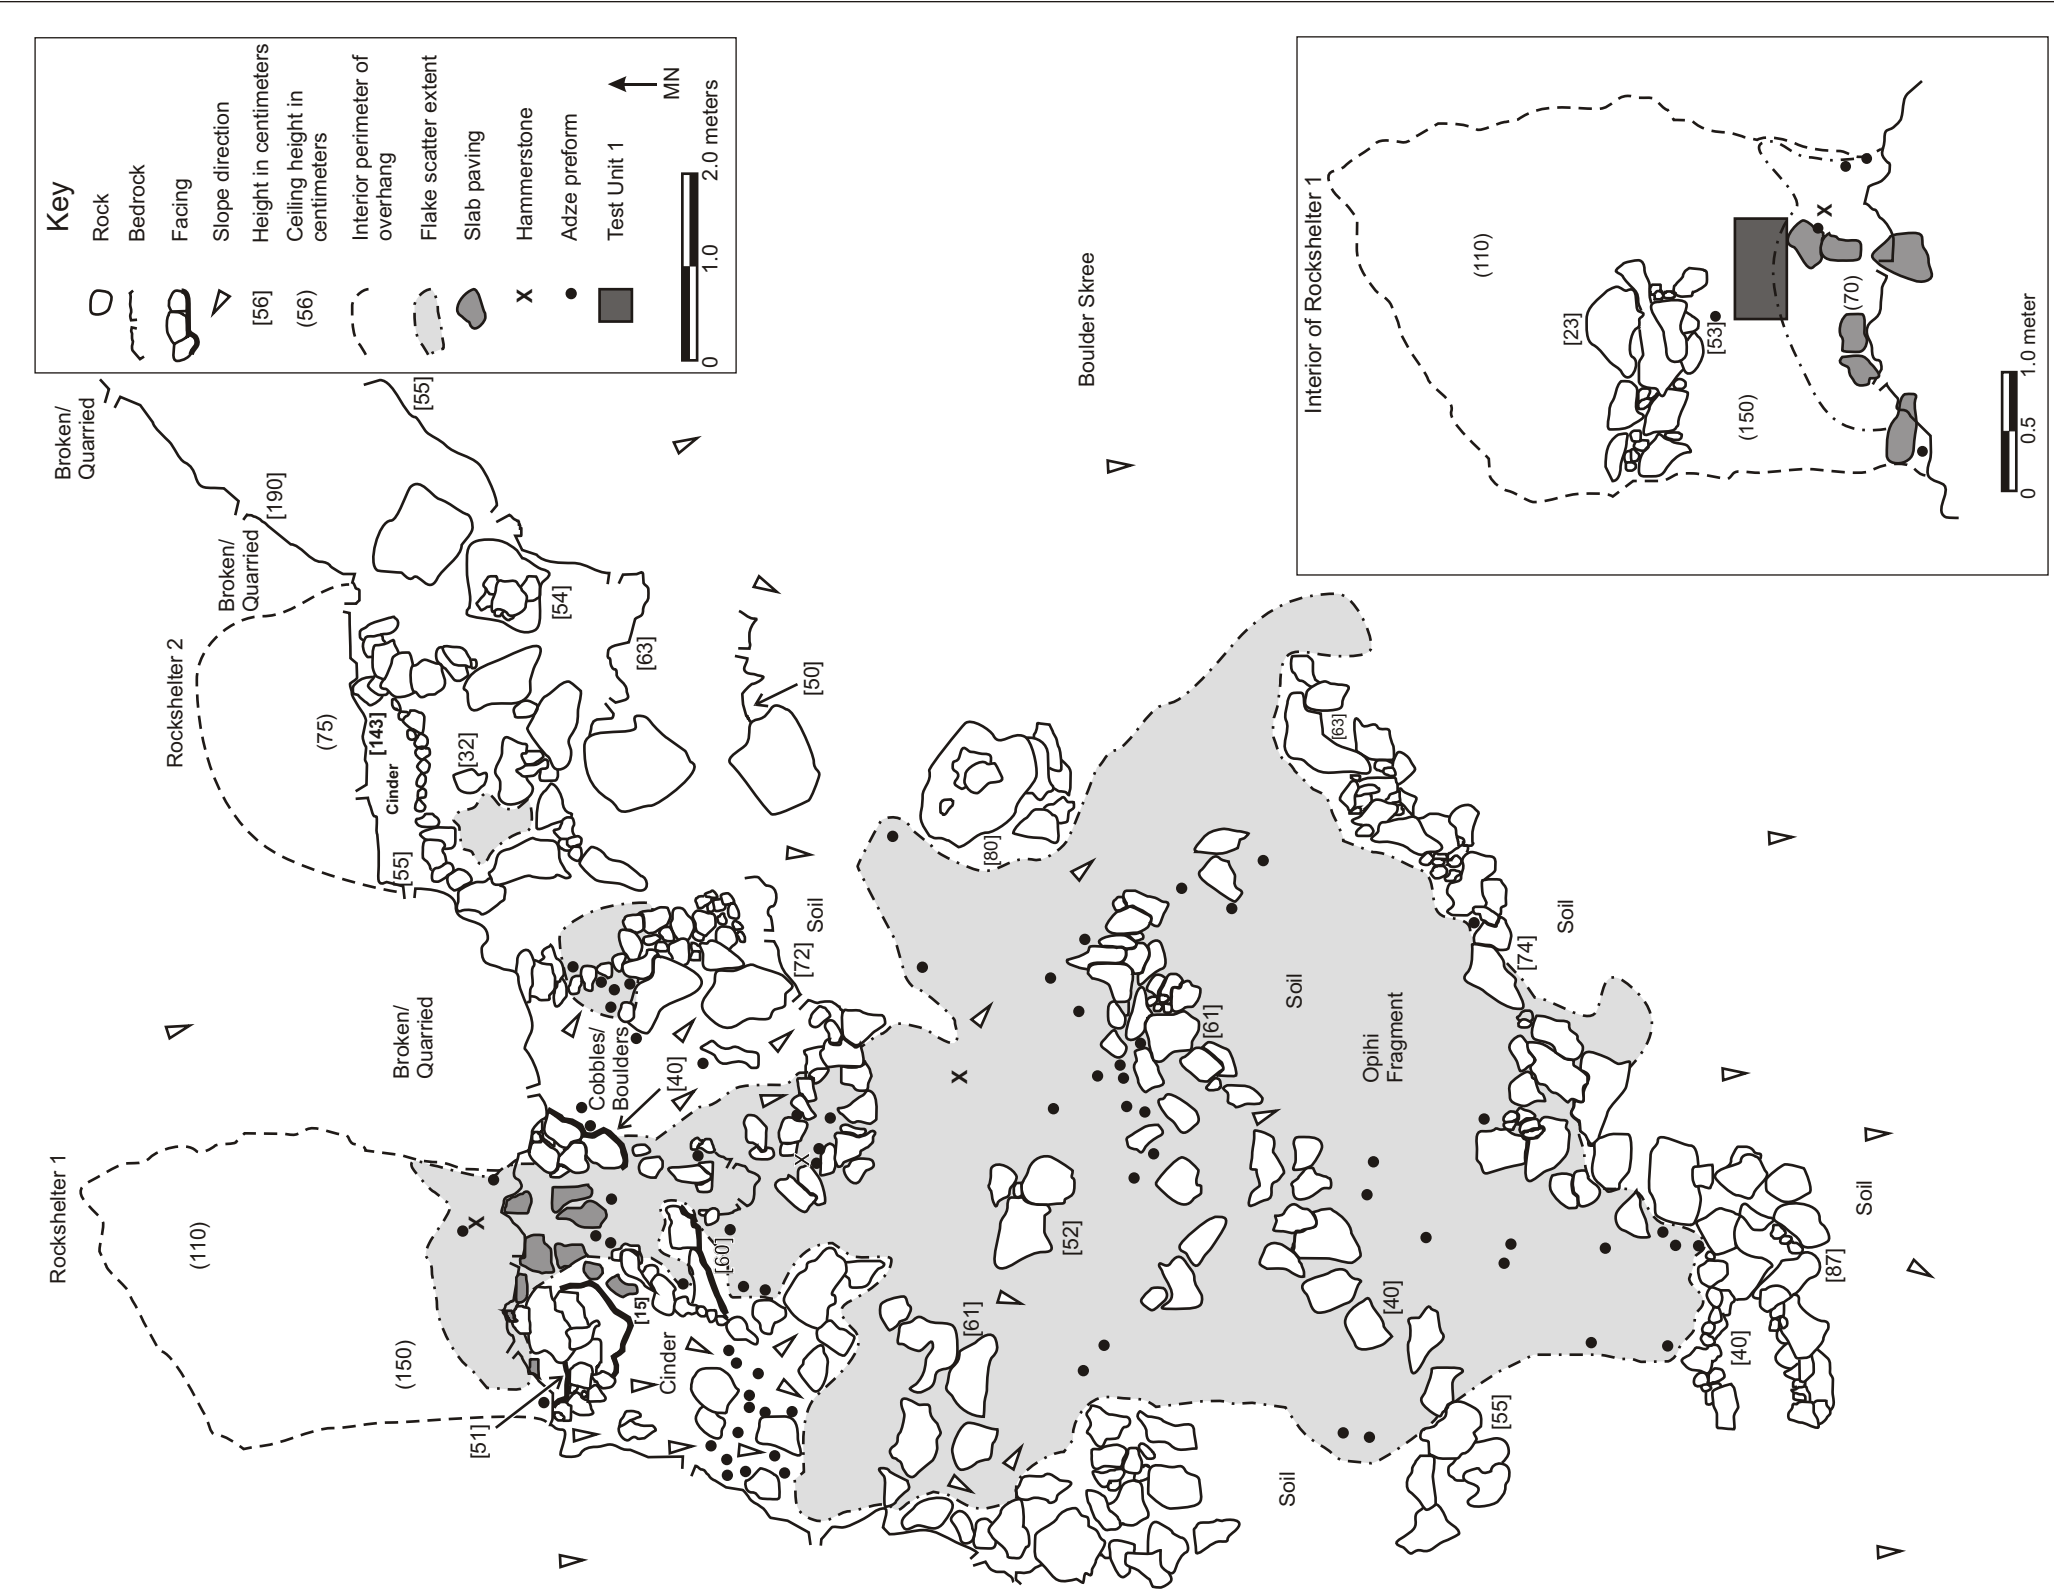 Key
Rock
Bedrock
Facing
Slope direction
[56] Height in centimeters
(56) Ceiling height in
centimeters
Interior perimeter of
overhang
Flake scatter extent
Slab paving
x Hammerstone
Adze preform
Test Unit 1
MN
0 1.0 2.0 meters
Rockshelter 1
(110)
(150)
[51]
x
[15]
Cinder
[60]
Broken/
Quarried
Cobbles/
Boulders
[40]
x
[72]
Soil
Rockshelter 2
(75)
[143]
Cinder
[55]
[32]
Broken/
Quarried
[190]
Broken/
Quarried
[55]
[54]
[63]
[50]
Boulder Skree
[80]
x
[61]
[52]
[61]
Soil
Opihi
Fragment
[63]
[74]
Soil
[40]
[55]
Soil
[40]
[87]
Soil
Interior of Rockshelter 1
(110)
[23]
[53]
(150)
(70)
x
0 0.5 1.0 meter